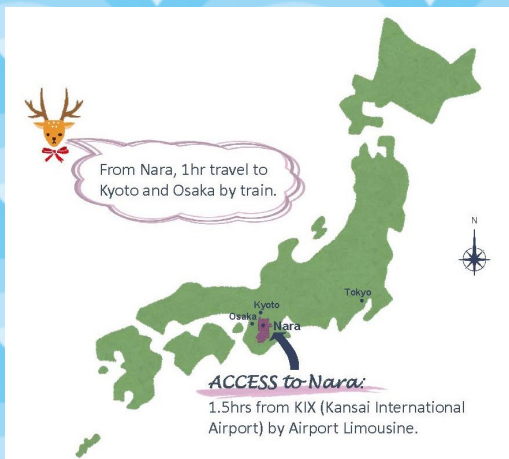 From Nara, 1hr travel to
Kyoto and Osaka by train.
N
Tokyo
Kyoto
Osaka
Nara
ACCESS to Nara:
1.5hrs from KIX (Kansai International
Airport) by Airport Limousine.